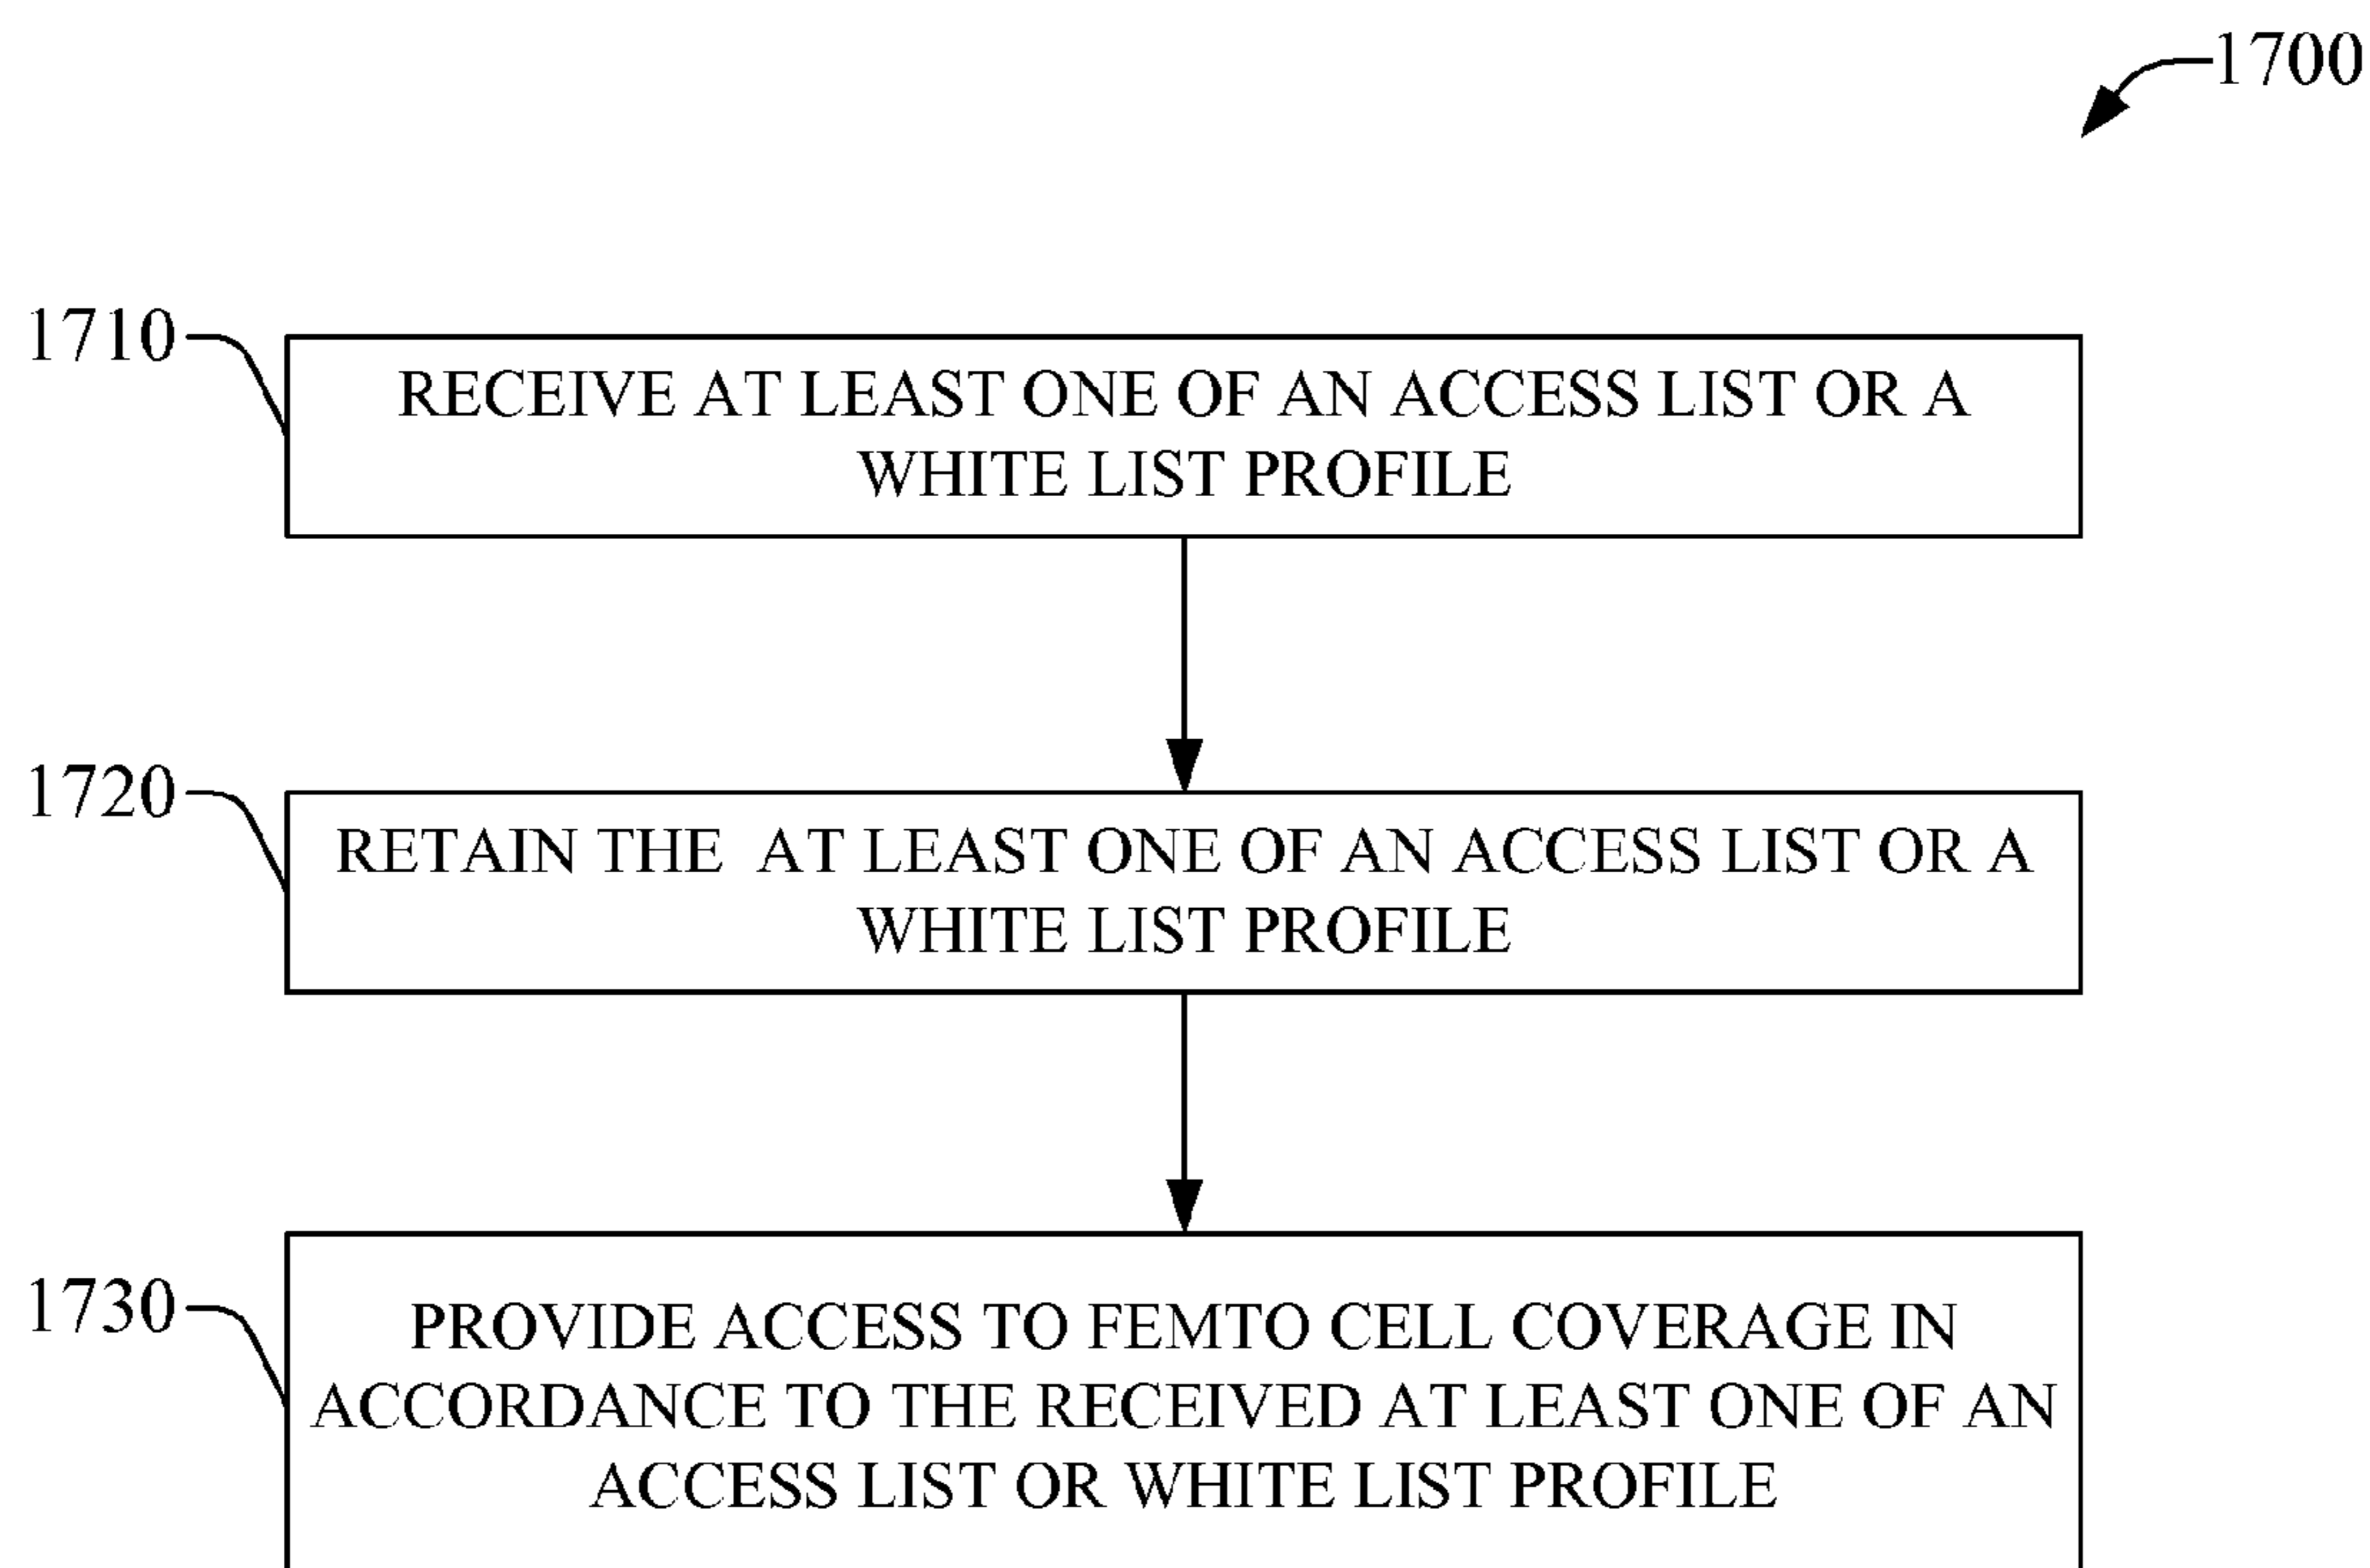 1700
1710
RECEIVE AT LEAST ONE OF AN ACCESS LIST OR A
WHITE LIST PROFILE
1720
RETAIN THE AT LEAST ONE OF AN ACCESS LIST OR A
WHITE LIST PROFILE
1730
PROVIDE ACCESS TO FEMTO CELL COVERAGE IN
ACCORDANCE TO THE RECEIVED AT LEAST ONE OF AN
ACCESS LIST OR WHITE LIST PROFILE